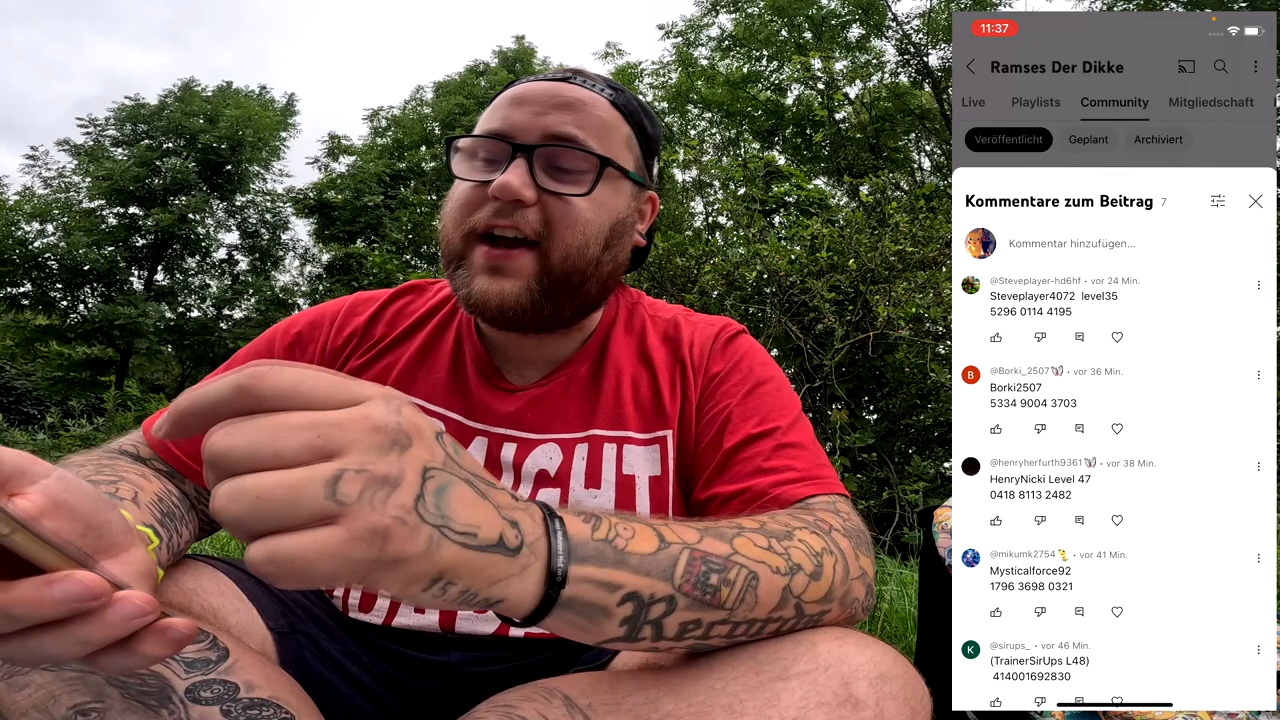 11:37
Ramses Der Dikke
Live Playlists Community Mitgliedschaft
Veröffentlicht Geplant Archiviert
Kommentare zum Beitrag 7
Kommentar hinzufügen...
@Steveplayer-hd6hf • vor 24 Min.
Steveplayer4072 level35
5296 0114 4195
B
@Borki_2507 • vor 36 Min.
Borki2507
5334 9004 3703
@henryherfurth9361 • vor 38 Min.
HenryNicki Level 47
0418 8113 2482
@mikumk2754 • vor 41 Min.
Mysticalforce92
1796 3698 0321
K
@sirups_ • vor 46 Min.
(TrainerSirUps L48)
414001692830